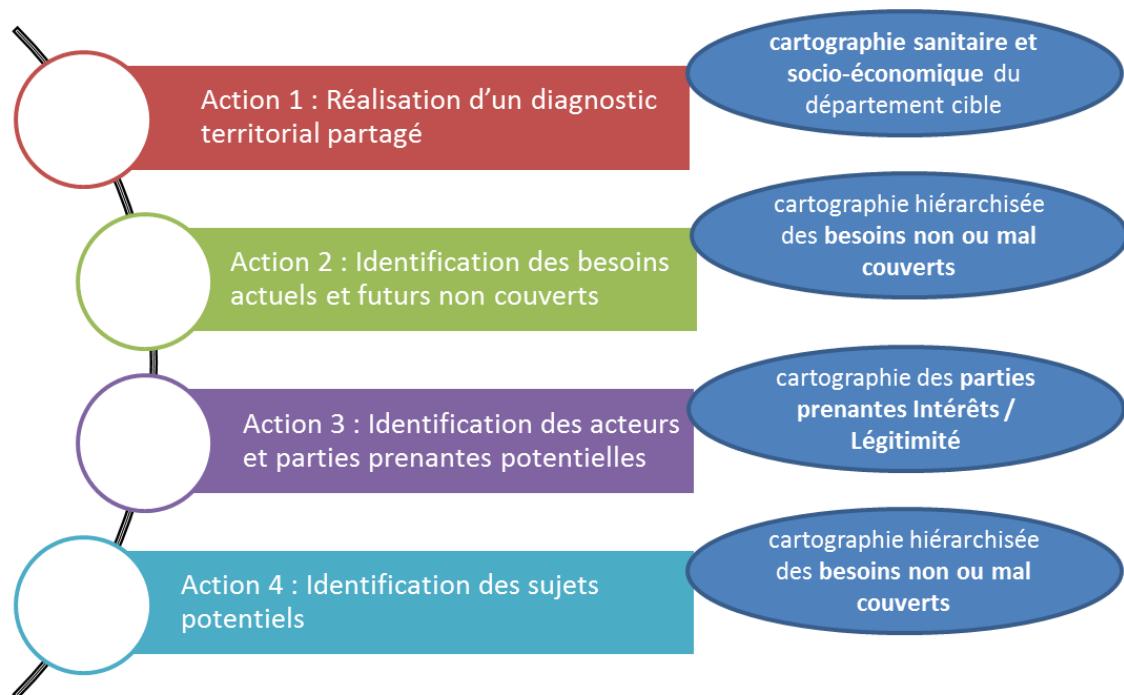 Action 1 : Réalisation d’un diagnostic
territorial partagé
cartographie sanitaire et
socio-économique du
département cible
Action 2 : Identification des besoins
actuels et futurs non couverts
cartographie hiérarchisée
des besoins non ou mal
couverts
Action 3 : Identification des acteurs
et parties prenantes potentielles
cartographie des parties
prenantes Intérêts /
Légitimité
Action 4 : Identification des sujets
potentiels
cartographie hiérarchisée
des besoins non ou mal
couverts